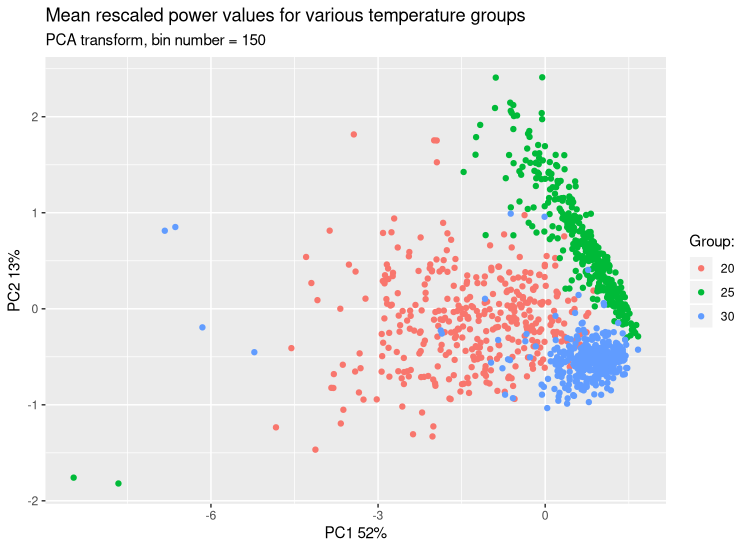 Mean rescaled power values for various temperature groups
PCA transform, bin number = 150
PC2 13%
2
1
0
-1
-2
-6
-3
0
PC1 52%
Group:
20
25
30